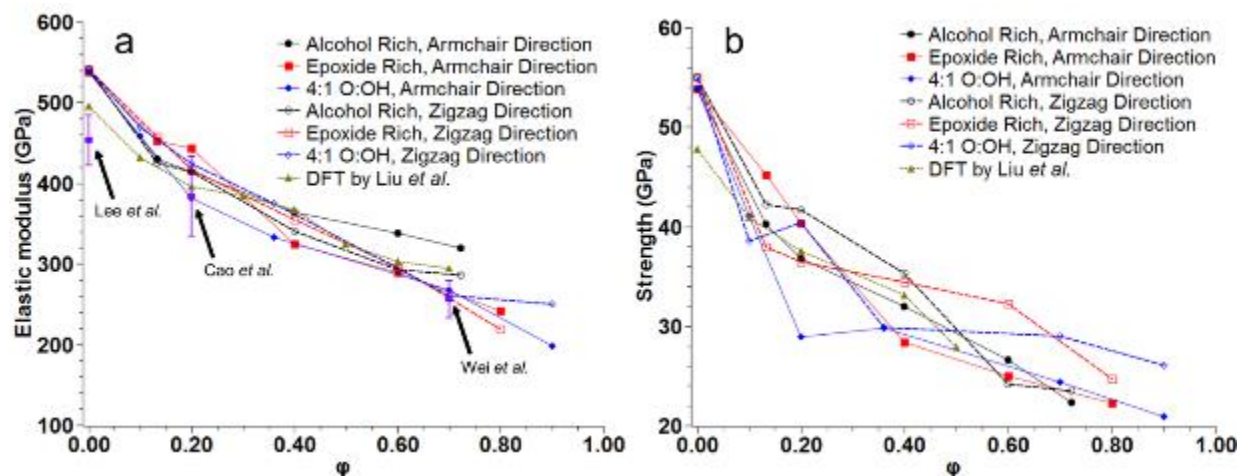 a
600
500
400
300
200
100
Elastic modulus (GPa)
Alcohol Rich, Armchair Direction
Epoxide Rich, Armchair Direction
4:1 O:OH, Armchair Direction
Alcohol Rich, Zigzag Direction
Epoxide Rich, Zigzag Direction
4:1 O:OH, Zigzag Direction
DFT by Liu et al.
Lee et al.
Cao et al.
Wei et al.
0.00 0.20 0.40 0.60 0.80 1.00
φ
b
60
50
40
30
20
Strength (GPa)
Alcohol Rich, Armchair Direction
Epoxide Rich, Armchair Direction
4:1 O:OH, Armchair Direction
Alcohol Rich, Zigzag Direction
Epoxide Rich, Zigzag Direction
4:1 O:OH, Zigzag Direction
DFT by Liu et al.
0.00 0.20 0.40 0.60 0.80 1.00
φ